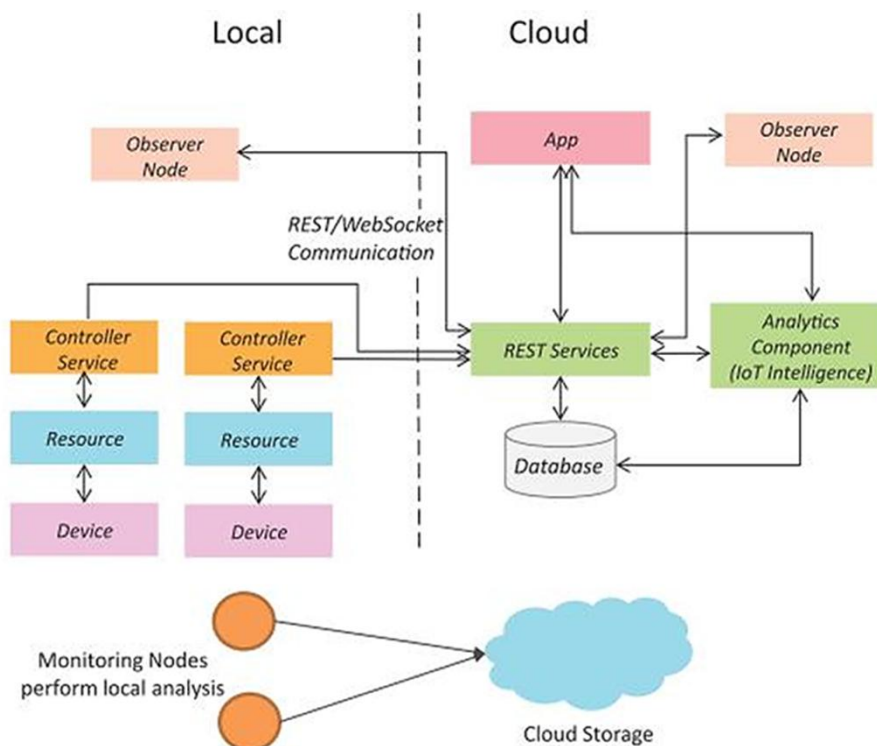 Local
Cloud
Observer
Node
App
Observer
Node
REST/WebSocket
Communication
Controller
Service
Controller
Service
REST Services
Analytics
Component
(IoT Intelligence)
Resource
Resource
Database
Device
Device
Monitoring Nodes
perform local analysis
Cloud Storage